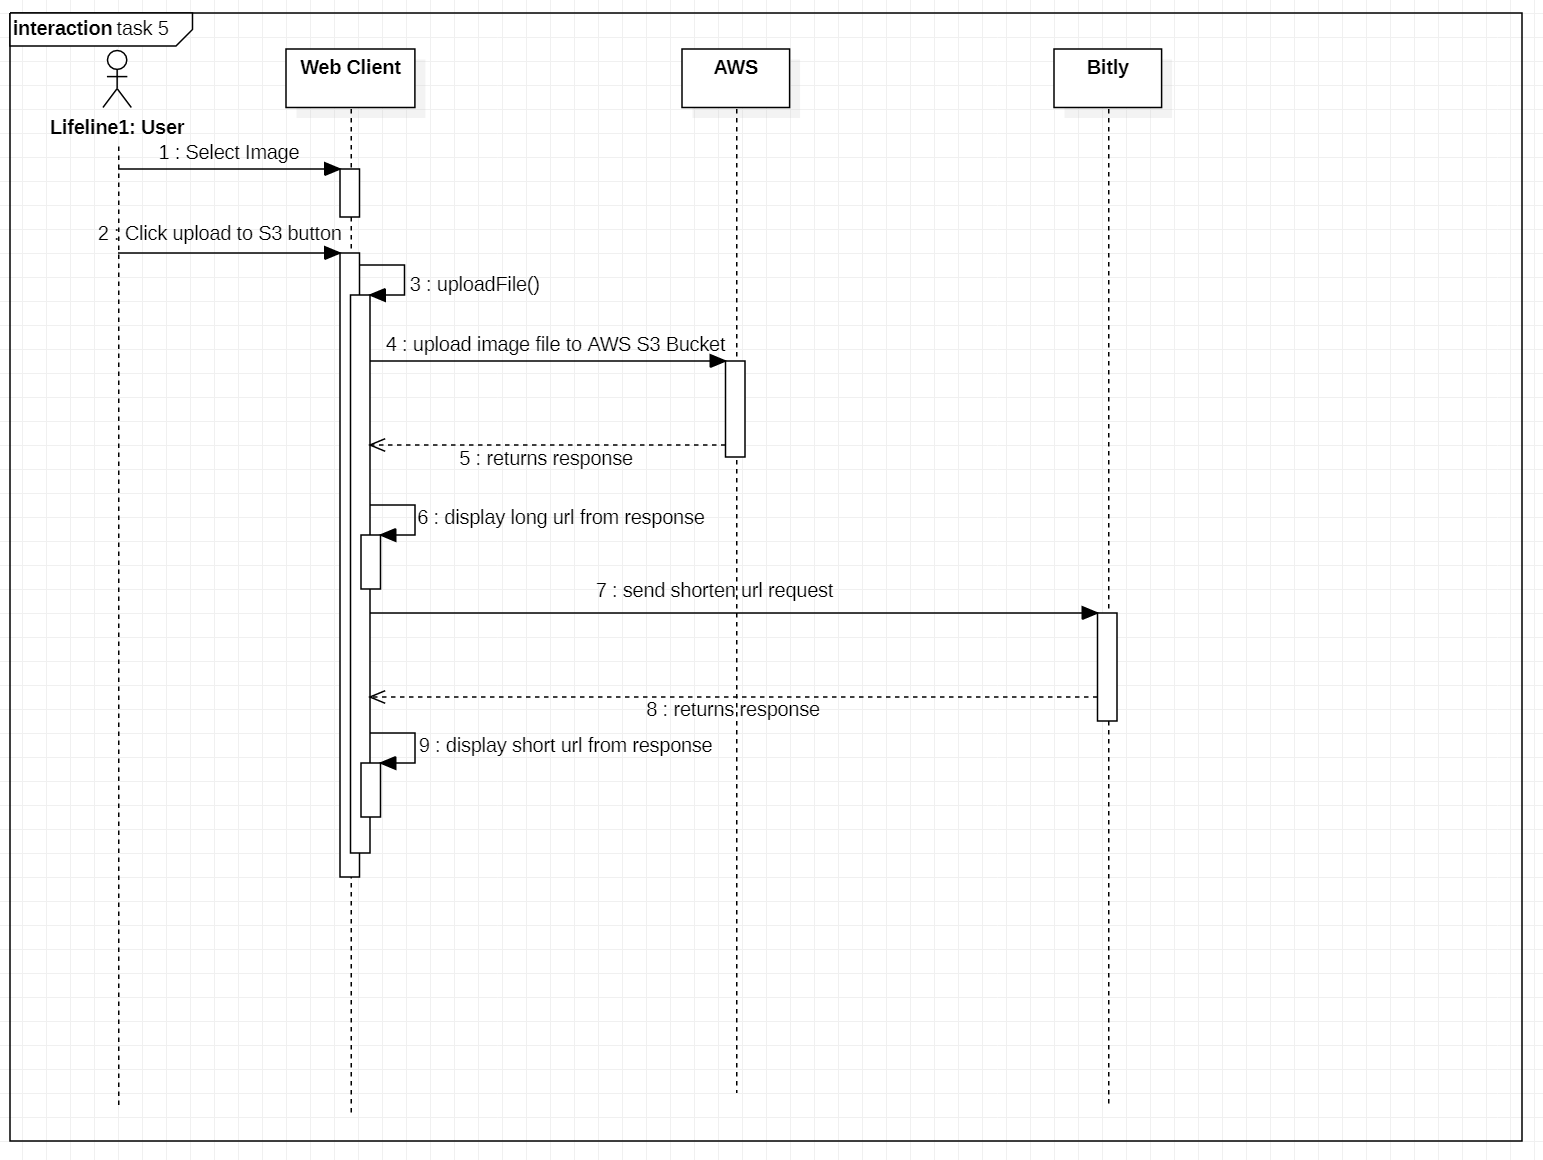 interaction task 5
Web Client
AWS
Bitly
Lifeline1: User
1 : Select Image
2 : Click upload to S3 button
3 : uploadFile()
4 : upload image file to AWS S3 Bucket
5 : returns response
6 : display long url from response
7 : send shorten url request
8 : returns response
9 : display short url from response